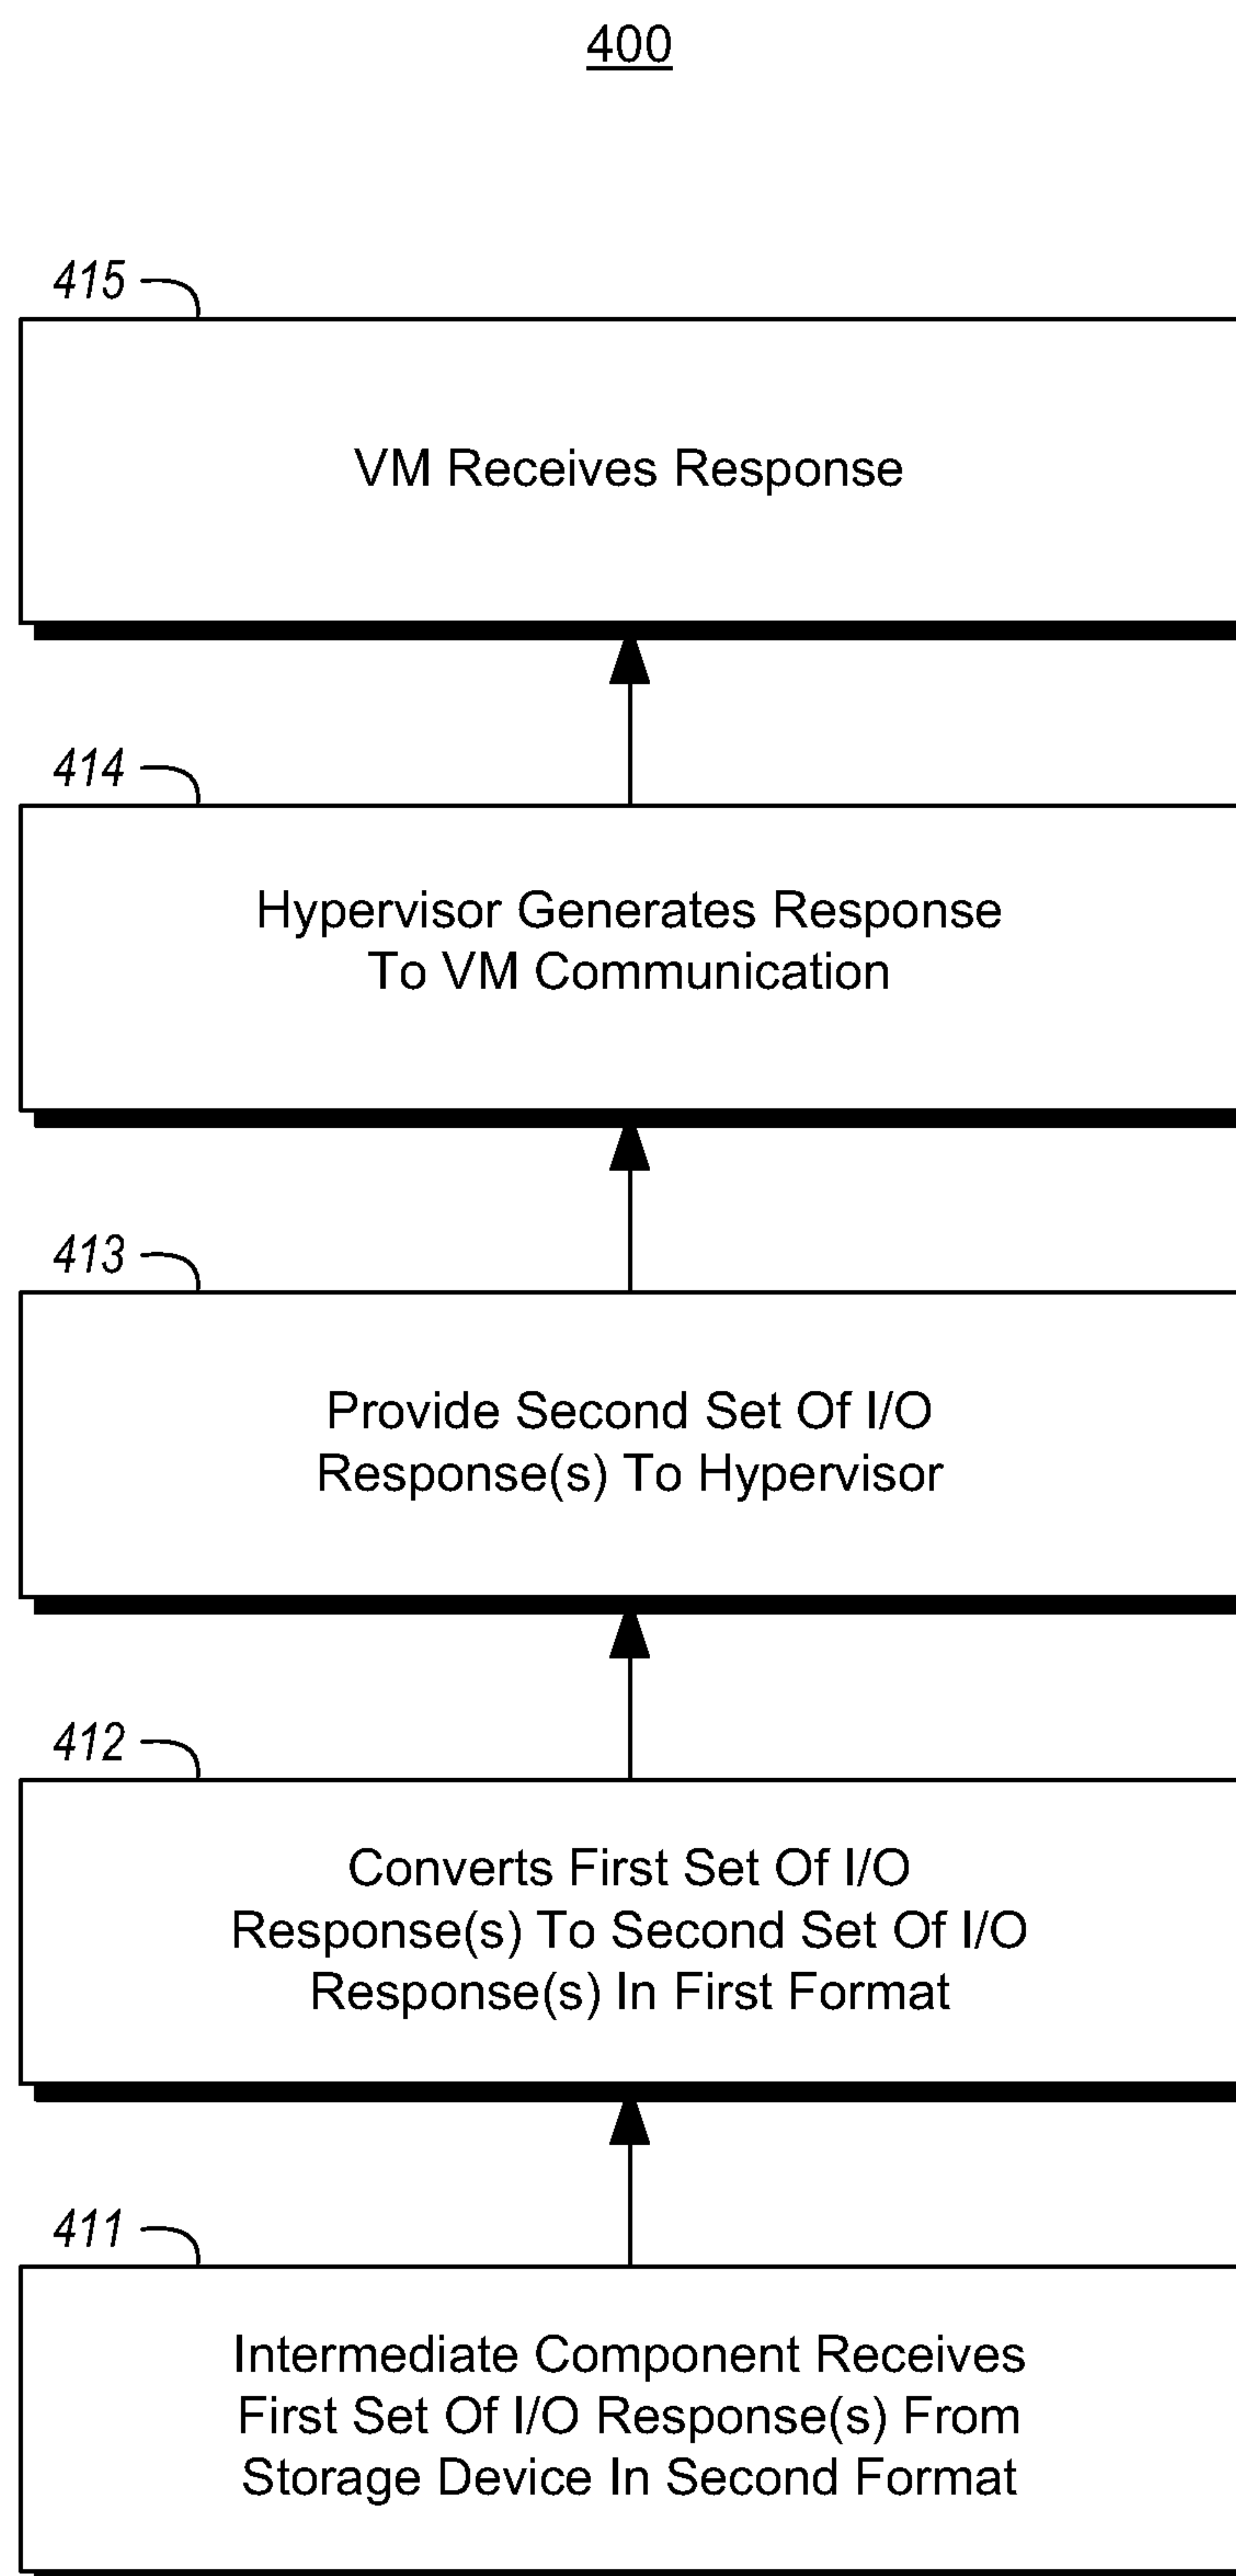 400
415
VM Receives Response
414
Hypervisor Generates Response
To VM Communication
413
Provide Second Set Of I/O
Response(s) To Hypervisor
412
Converts First Set Of I/O
Response(s) To Second Set Of I/O
Response(s) In First Format
411
Intermediate Component Receives
First Set Of I/O Response(s) From
Storage Device In Second Format